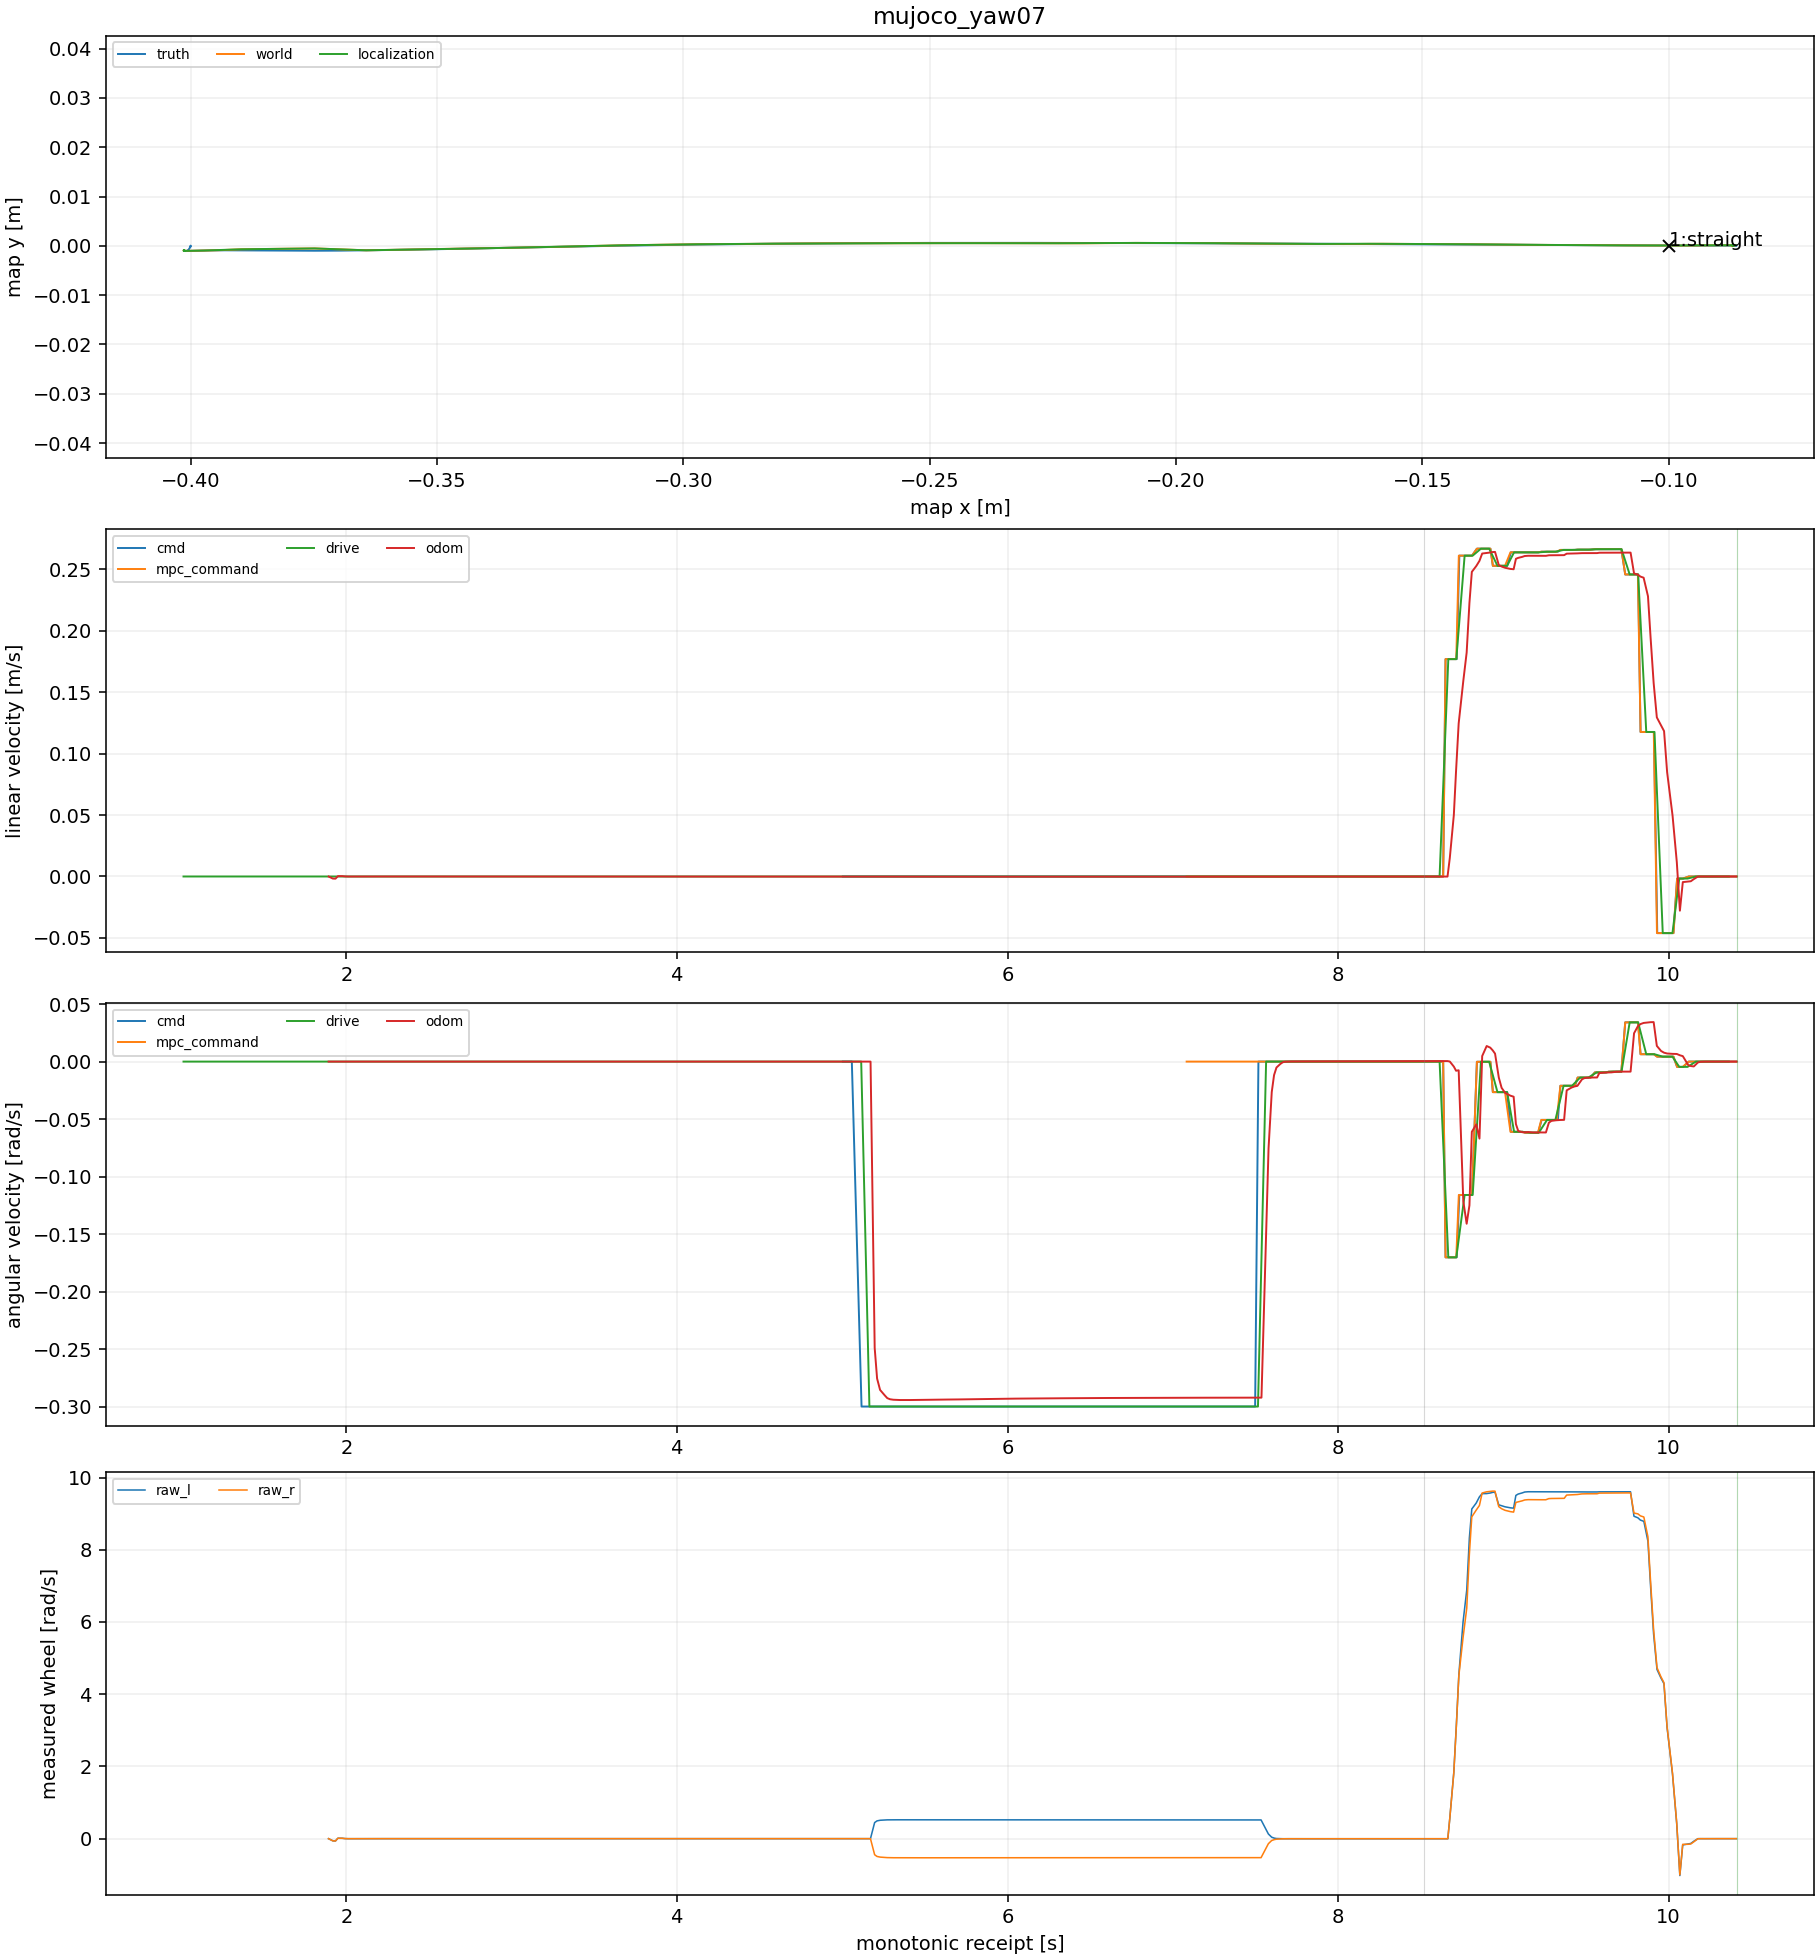 mujoco_yaw07
truth world localization
0.04
0.03
0.02
0.01
0.00
−0.01
−0.02
−0.03
−0.04
map y [m]
1:straight
−0.40 −0.35 −0.30 −0.25 −0.20 −0.15 −0.10
map x [m]
cmd drive odom
mpc_command
0.25
0.20
0.15
0.10
0.05
0.00
−0.05
linear velocity [m/s]
2 4 6 8 10
cmd drive odom
mpc_command
0.05
0.00
−0.05
−0.10
−0.15
−0.20
−0.25
−0.30
angular velocity [rad/s]
2 4 6 8 10
raw_l raw_r
10
8
6
4
2
0
measured wheel [rad/s]
2 4 6 8 10
monotonic receipt [s]